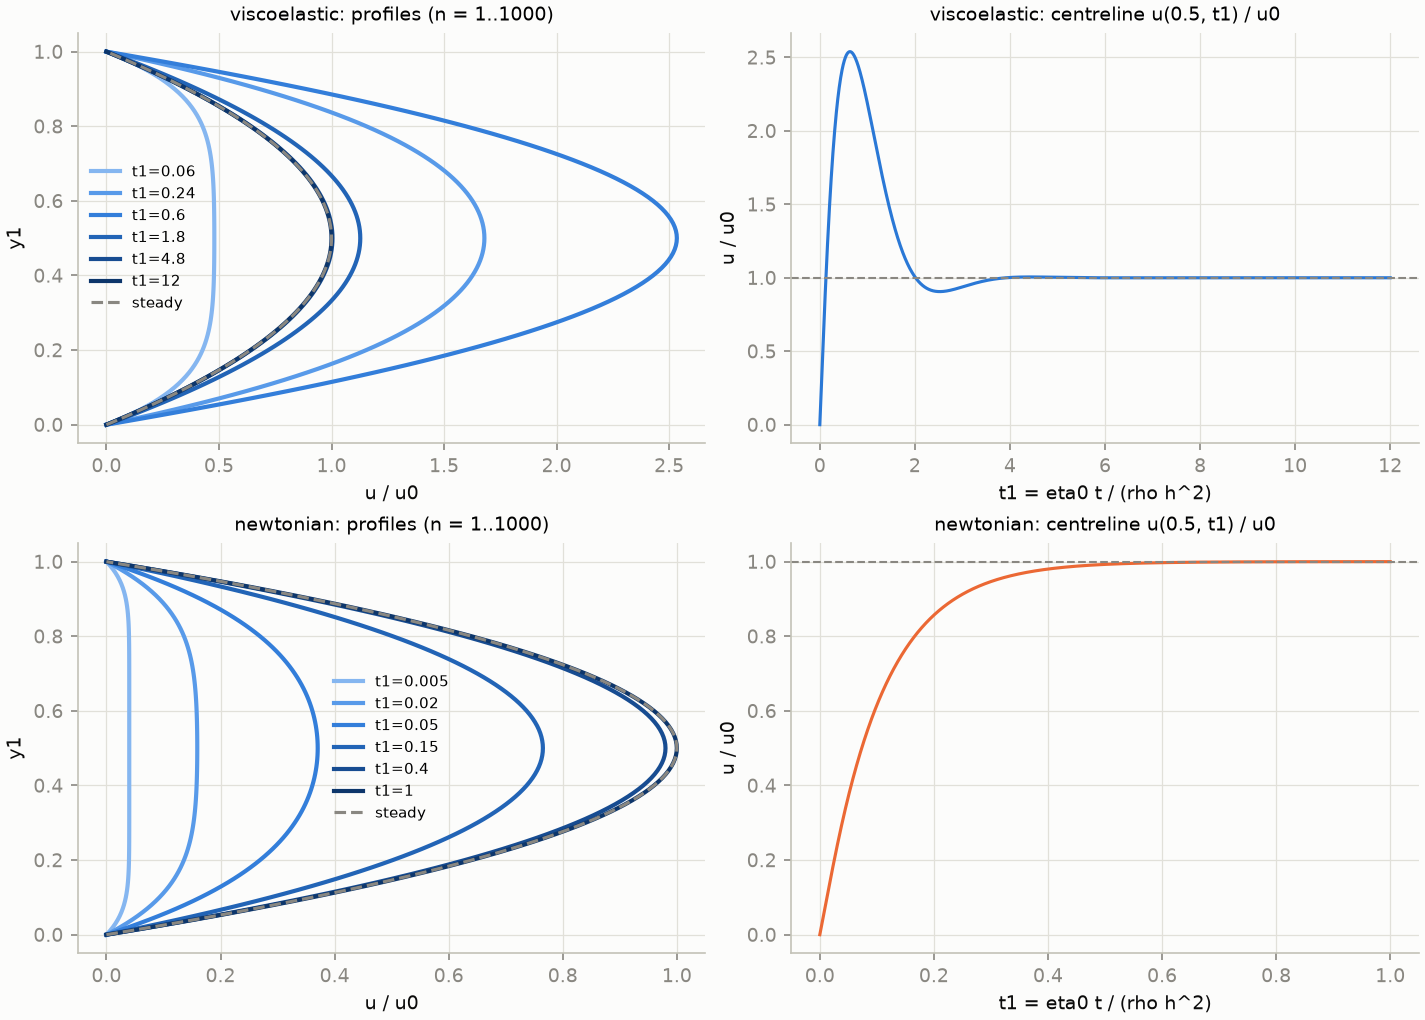 viscoelastic: profiles (n = 1..1000)
1.0
0.8
0.6
0.4
0.2
0.0
y1
t1=0.06
t1=0.24
t1=0.6
t1=1.8
t1=4.8
t1=12
steady
0.0 0.5 1.0 1.5 2.0 2.5
u / u0
viscoelastic: centreline u(0.5, t1) / u0
2.5
2.0
1.5
1.0
0.5
0.0
u / u0
0 2 4 6 8 10 12
t1 = eta0 t / (rho h^2)
newtonian: profiles (n = 1..1000)
1.0
0.8
0.6
0.4
0.2
0.0
y1
t1=0.005
t1=0.02
t1=0.05
t1=0.15
t1=0.4
t1=1
steady
0.0 0.2 0.4 0.6 0.8 1.0
u / u0
newtonian: centreline u(0.5, t1) / u0
1.0
0.8
0.6
0.4
0.2
0.0
u / u0
0.0 0.2 0.4 0.6 0.8 1.0
t1 = eta0 t / (rho h^2)